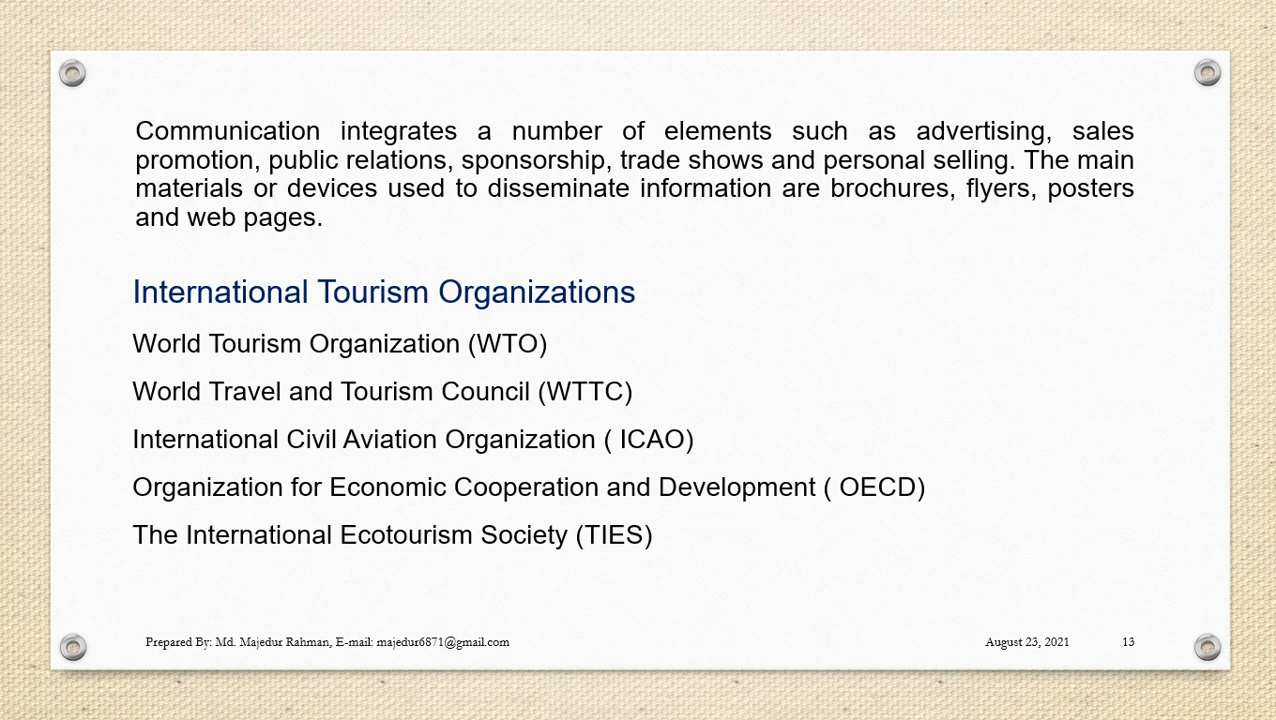 Communication integrates a number of elements such as advertising, sales
promotion, public relations, sponsorship, trade shows and personal selling. The main
materials or devices used to disseminate information are brochures, flyers, posters
and web pages.
International Tourism Organizations
World Tourism Organization (WTO)
World Travel and Tourism Council (WTTC)
International Civil Aviation Organization ( ICAO)
Organization for Economic Cooperation and Development ( OECD)
The International Ecotourism Society (TIES)
Prepared By: Md. Majedur Rahman, E-mail: majedur6871@gmail.com August 23, 2021 13